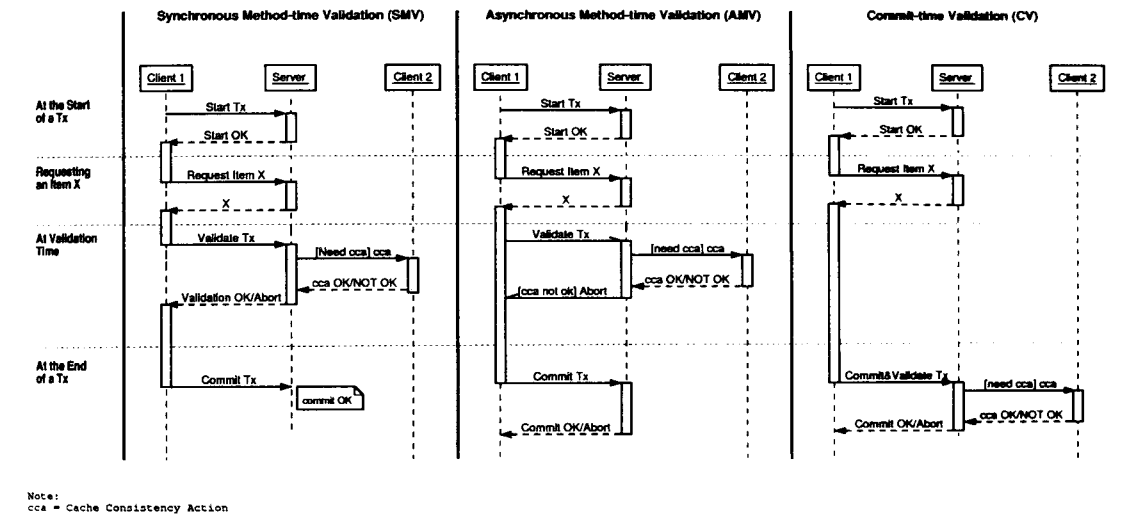 Synchronous Method-time Validation (SMV)
Asynchronous Method-time Validation (AMV)
Commit-time Validation (CV)
Client 1
Server
Client 2
Client 1
Server
Client 2
Client 1
Server
Client 2
At the Start
of a Tx
Start Tx
Start OK
Start Tx
Start OK
Start Tx
Start OK
Requesting
an Item X
Request Item X
X
Request Item X
X
Request Item X
X
At Validation
Time
Validate Tx
[Need cca] cca
cca OK/NOT OK
Validation OK/Abort
Validate Tx
[need cca] cca
cca OK/NOT OK
[cca not ok] Abort
At the End
of a Tx
Commit Tx
commit OK
Commit Tx
Commit OK/Abort
Commit&Validate Tx
[need cca] cca
cca OK/NOT OK
Commit OK/Abort
Note:
cca = Cache Consistency Action